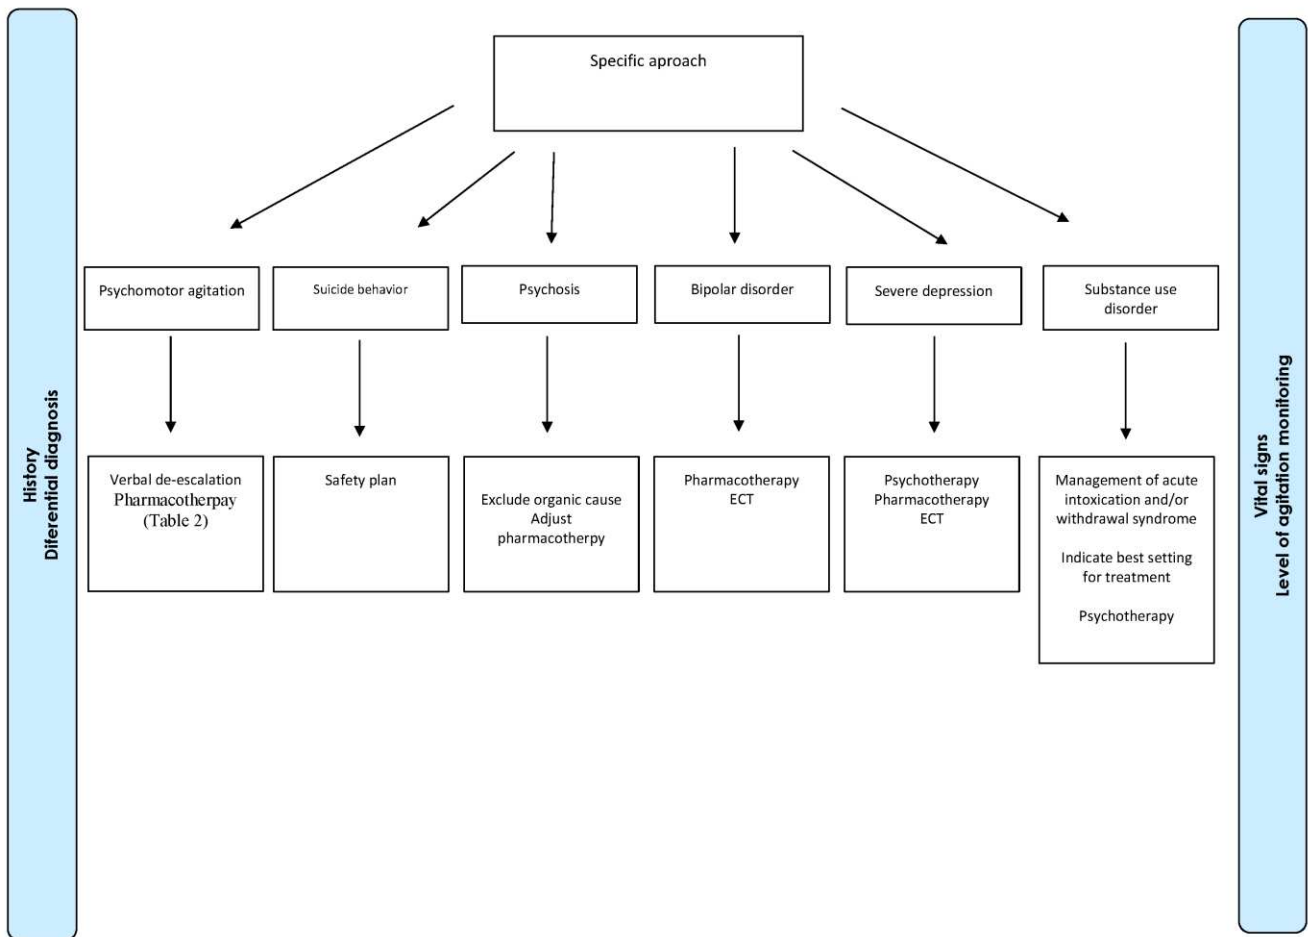 Specific aproach
Psychomotor agitation
Suicide behavior
Psychosis
Bipolar disorder
Severe depression
Substance use
disorder
Verbal de-escalation
Pharmacotherpay
(Table 2)
Safety plan
Exclude organic cause
Adjust
pharmacotherpy
Pharmacotherapy
ECT
Psychotherapy
Pharmacotherapy
ECT
Management of acute
intoxication and/or
withdrawal syndrome
Indicate best setting
for treatment
Psychotherapy
History
Diferential diagnosis
Vital signs
Level of agitation monitoring